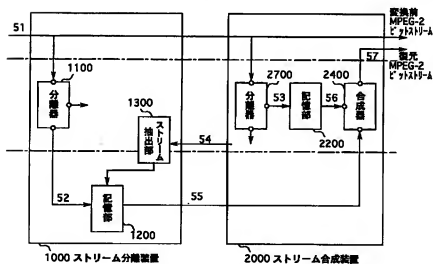 変換前
MPEG-2
ビットストリーム
51
57
復元
MPEG-2
ビットストリーム
1100
分離器
1300
ストリーム
抽出部
54
2700
分離器
53
記憶部
2200
56
2400
合成器
52
記憶部
1200
55
1000 ストリーム分離装置
2000 ストリーム合成装置